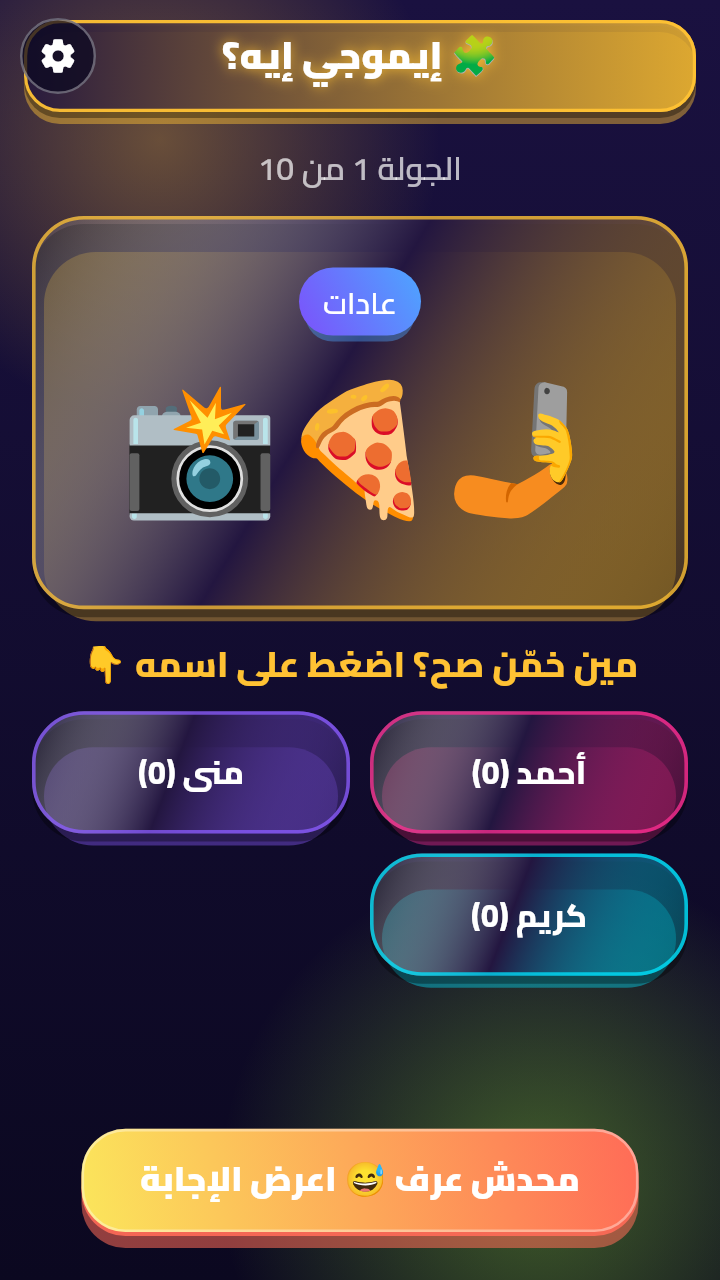 🧩 إيموجي إيه؟
الجولة 1 من 10
عادات
مين خمّن صح؟ اضغط على اسمه 👇
أحمد (0)
منى (0)
كريم (0)
محدش عرف 😅 اعرض الإجابة